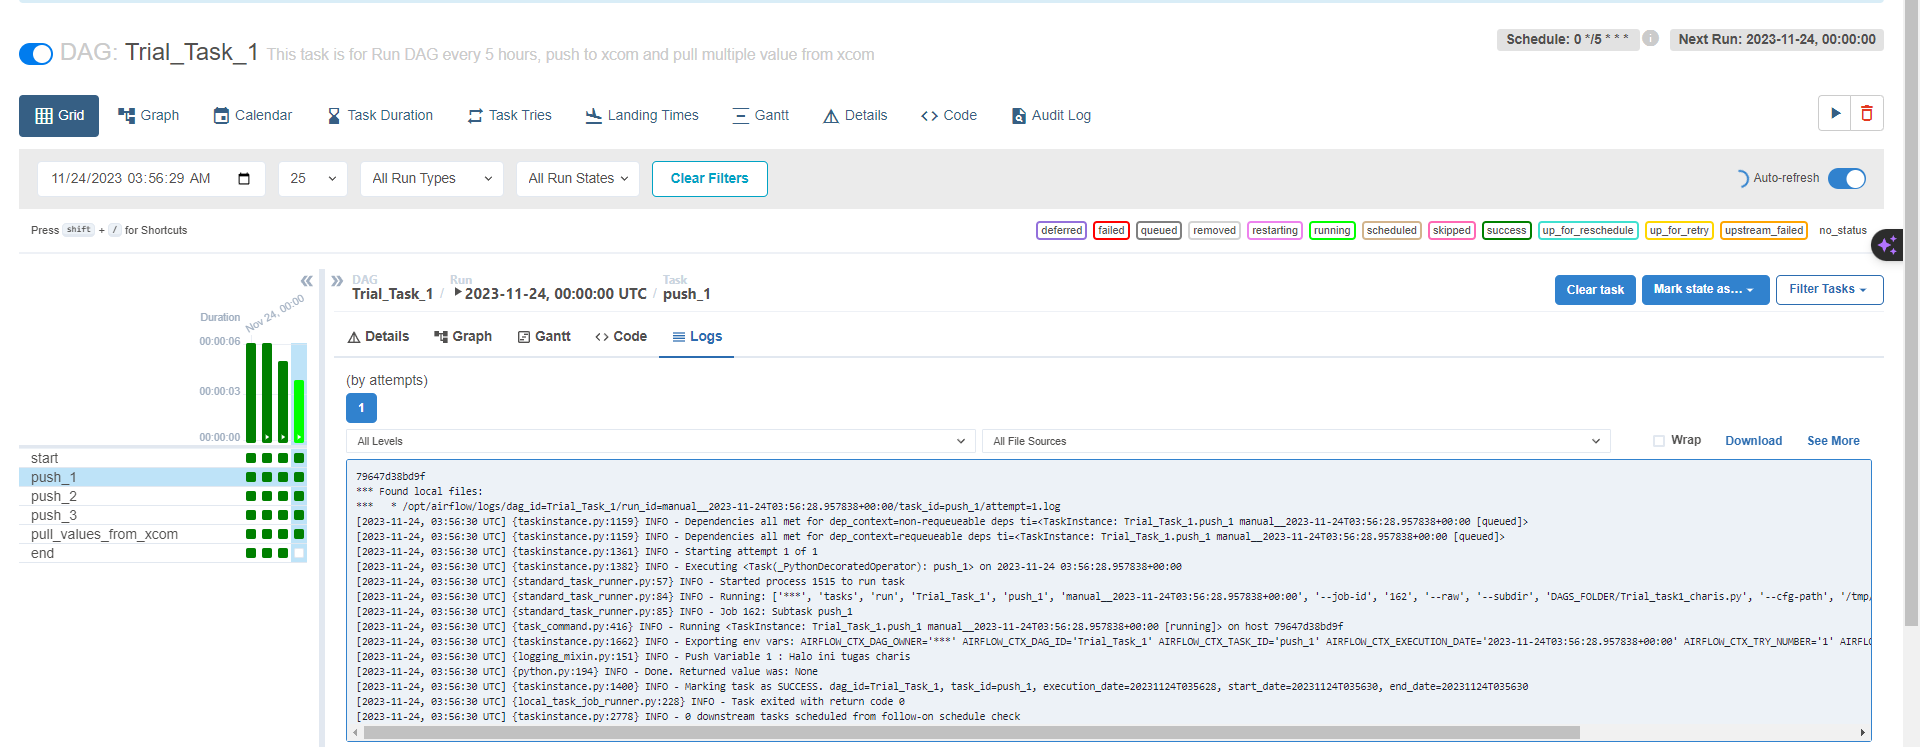 DAG: Trial_Task_1 This task is for Run DAG every 5 hours, push to xcom and pull multiple value from xcom
Schedule: 0 */5 * * * i Next Run: 2023-11-24, 00:00:00
Grid Graph Calendar Task Duration Task Tries Landing Times Gantt Details <> Code Audit Log
11/24/2023 03:56:29 AM 25 All Run Types All Run States Clear Filters Auto-refresh
Press shift + / for Shortcuts
deferred failed queued removed restarting running scheduled skipped success up_for_reschedule up_for_retry upstream_failed no_status
Duration
Nov 24, 00:00
00:00:06
00:00:03
00:00:00
start
push_1
push_2
push_3
pull_values_from_xcom
end
DAG Run Task
Trial_Task_1 / 2023-11-24, 00:00:00 UTC / push_1
Clear task Mark state as... Filter Tasks
Details Graph Gantt <> Code Logs
(by attempts)
1
All Levels All File Sources Wrap Download See More
79647d38bd9f
*** Found local files:
***   * /opt/airflow/logs/dag_id=Trial_Task_1/run_id=manual__2023-11-24T03:56:28.957838+00:00/task_id=push_1/attempt=1.log
[2023-11-24, 03:56:30 UTC] {taskinstance.py:1159} INFO - Dependencies all met for dep_context=non-requeueable deps ti=<TaskInstance: Trial_Task_1.push_1 manual__2023-11-24T03:56:28.957838+00:00 [queued]>
[2023-11-24, 03:56:30 UTC] {taskinstance.py:1159} INFO - Dependencies all met for dep_context=requeueable deps ti=<TaskInstance: Trial_Task_1.push_1 manual__2023-11-24T03:56:28.957838+00:00 [queued]>
[2023-11-24, 03:56:30 UTC] {taskinstance.py:1361} INFO - Starting attempt 1 of 1
[2023-11-24, 03:56:30 UTC] {taskinstance.py:1382} INFO - Executing <Task(_PythonDecoratedOperator): push_1> on 2023-11-24 03:56:28.957838+00:00
[2023-11-24, 03:56:30 UTC] {standard_task_runner.py:57} INFO - Started process 1515 to run task
[2023-11-24, 03:56:30 UTC] {standard_task_runner.py:84} INFO - Running: ['***', 'tasks', 'run', 'Trial_Task_1', 'push_1', 'manual__2023-11-24T03:56:28.957838+00:00', '--job-id', '162', '--raw', '--subdir', 'DAGS_FOLDER/Trial_task1_charis.py', '--cfg-path', '/tmp/
[2023-11-24, 03:56:30 UTC] {standard_task_runner.py:85} INFO - Job 162: Subtask push_1
[2023-11-24, 03:56:30 UTC] {task_command.py:416} INFO - Running <TaskInstance: Trial_Task_1.push_1 manual__2023-11-24T03:56:28.957838+00:00 [running]> on host 79647d38bd9f
[2023-11-24, 03:56:30 UTC] {taskinstance.py:1662} INFO - Exporting env vars: AIRFLOW_CTX_DAG_OWNER='***' AIRFLOW_CTX_DAG_ID='Trial_Task_1' AIRFLOW_CTX_TASK_ID='push_1' AIRFLOW_CTX_EXECUTION_DATE='2023-11-24T03:56:28.957838+00:00' AIRFLOW_CTX_TRY_NUMBER='1' AIRFLO
[2023-11-24, 03:56:30 UTC] {logging_mixin.py:151} INFO - Push Variable 1 : Halo ini tugas charis
[2023-11-24, 03:56:30 UTC] {python.py:194} INFO - Done. Returned value was: None
[2023-11-24, 03:56:30 UTC] {taskinstance.py:1400} INFO - Marking task as SUCCESS. dag_id=Trial_Task_1, task_id=push_1, execution_date=20231124T035628, start_date=20231124T035630, end_date=20231124T035630
[2023-11-24, 03:56:30 UTC] {local_task_job_runner.py:228} INFO - Task exited with return code 0
[2023-11-24, 03:56:30 UTC] {taskinstance.py:2778} INFO - 0 downstream tasks scheduled from follow-on schedule check